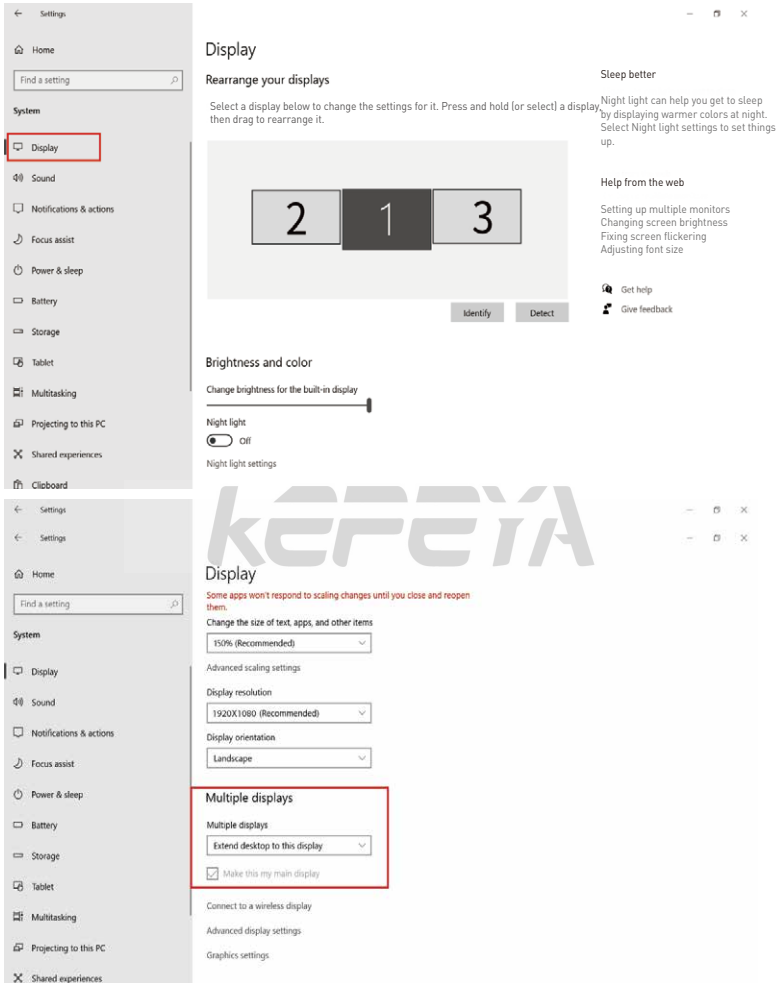 Settings
Home
Find a setting
System
Display
Sound
Notifications & actions
Focus assist
Power & sleep
Battery
Storage
Tablet
Multitasking
Projecting to this PC
Shared experiences
Clipboard
Display
Rearrange your displays
Select a display below to change the settings for it. Press and hold (or select) a display,
then drag to rearrange it.
2 1 3
Identify Detect
Brightness and color
Change brightness for the built-in display
Night light
Off
Night light settings
Sleep better
Night light can help you get to sleep
by displaying warmer colors at night.
Select Night light settings to set things
up.
Help from the web
Setting up multiple monitors
Changing screen brightness
Fixing screen flickering
Adjusting font size
Get help
Give feedback
KEFEYA
Settings
Settings
Home
Find a setting
System
Display
Sound
Notifications & actions
Focus assist
Power & sleep
Battery
Storage
Tablet
Multitasking
Projecting to this PC
Shared experiences
Display
Some apps won't respond to scaling changes until you close and reopen
them.
Change the size of text, apps, and other items
150% (Recommended)
Advanced scaling settings
Display resolution
1920X1080 (Recommended)
Display orientation
Landscape
Multiple displays
Multiple displays
Extend desktop to this display
Make this my main display
Connect to a wireless display
Advanced display settings
Graphics settings